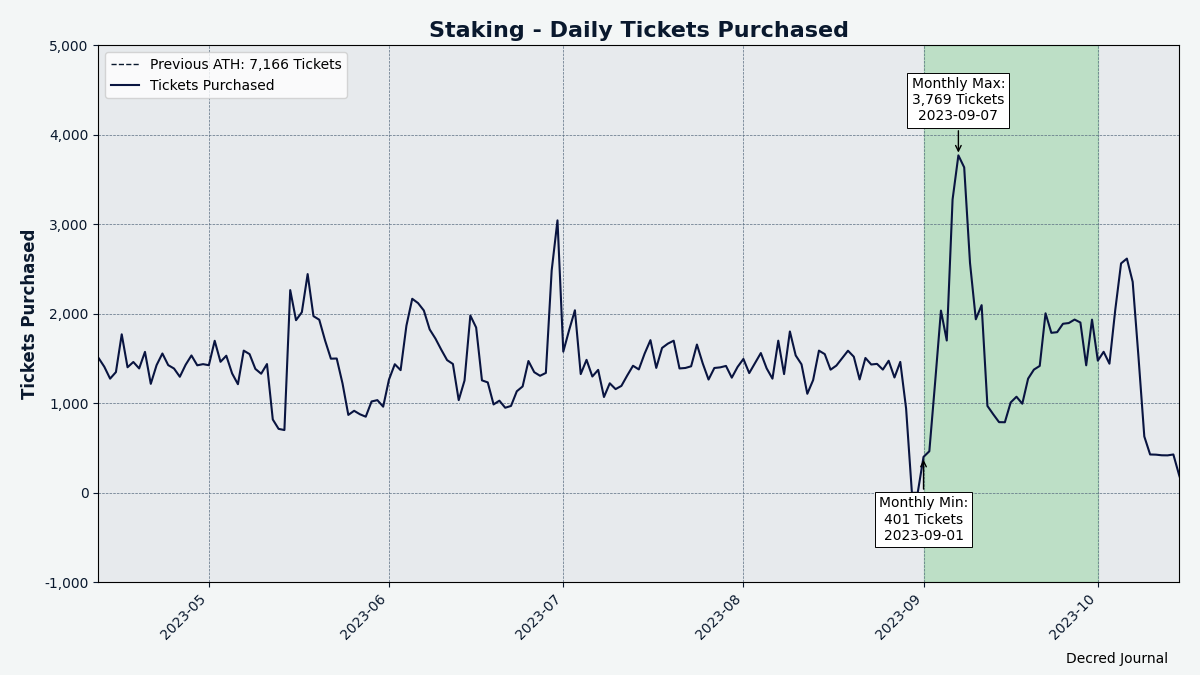 Staking - Daily Tickets Purchased
5,000
4,000
3,000
2,000
1,000
0
-1,000
Tickets Purchased
Previous ATH: 7,166 Tickets
Tickets Purchased
Monthly Max:
3,769 Tickets
2023-09-07
Monthly Min:
401 Tickets
2023-09-01
2023-05
2023-06
2023-07
2023-08
2023-09
2023-10
Decred Journal